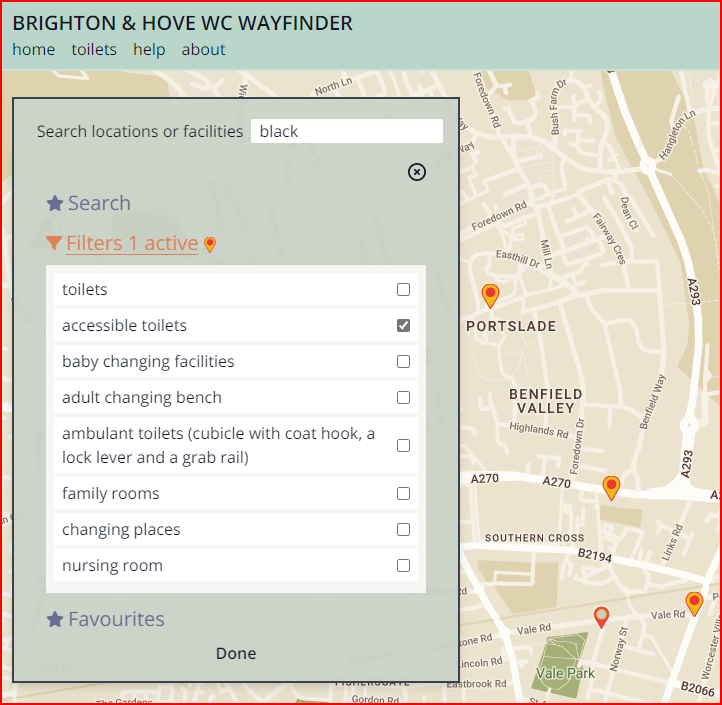 BRIGHTON & HOVE WC WAYFINDER
home toilets help about
Search locations or facilities black
Search
Filters 1 active
toilets
accessible toilets
baby changing facilities
adult changing bench
ambulant toilets (cubicle with coat hook, a
lock lever and a grab rail)
family rooms
changing places
nursing room
Favourites
Done
North Ln
Foredown Rd
Bush Farm Dr
Hangleton Ln
Foredown Rd
Dean Cl
Fairway Cres
Mill Ln
Easthill Dr
A293
PORTSLADE
BENFIELD
VALLEY
Benfield Way
Highlands Rd
Foredown Dr
A293
A270
A270
SOUTHERN CROSS
B2194
Links Rd
Vale Rd
Vale Rd
Norway St
Lincoln Rd
Vale Park
Eastbrook Rd
B2066
FISHERSGATE
The Gardens
Gordon Rd